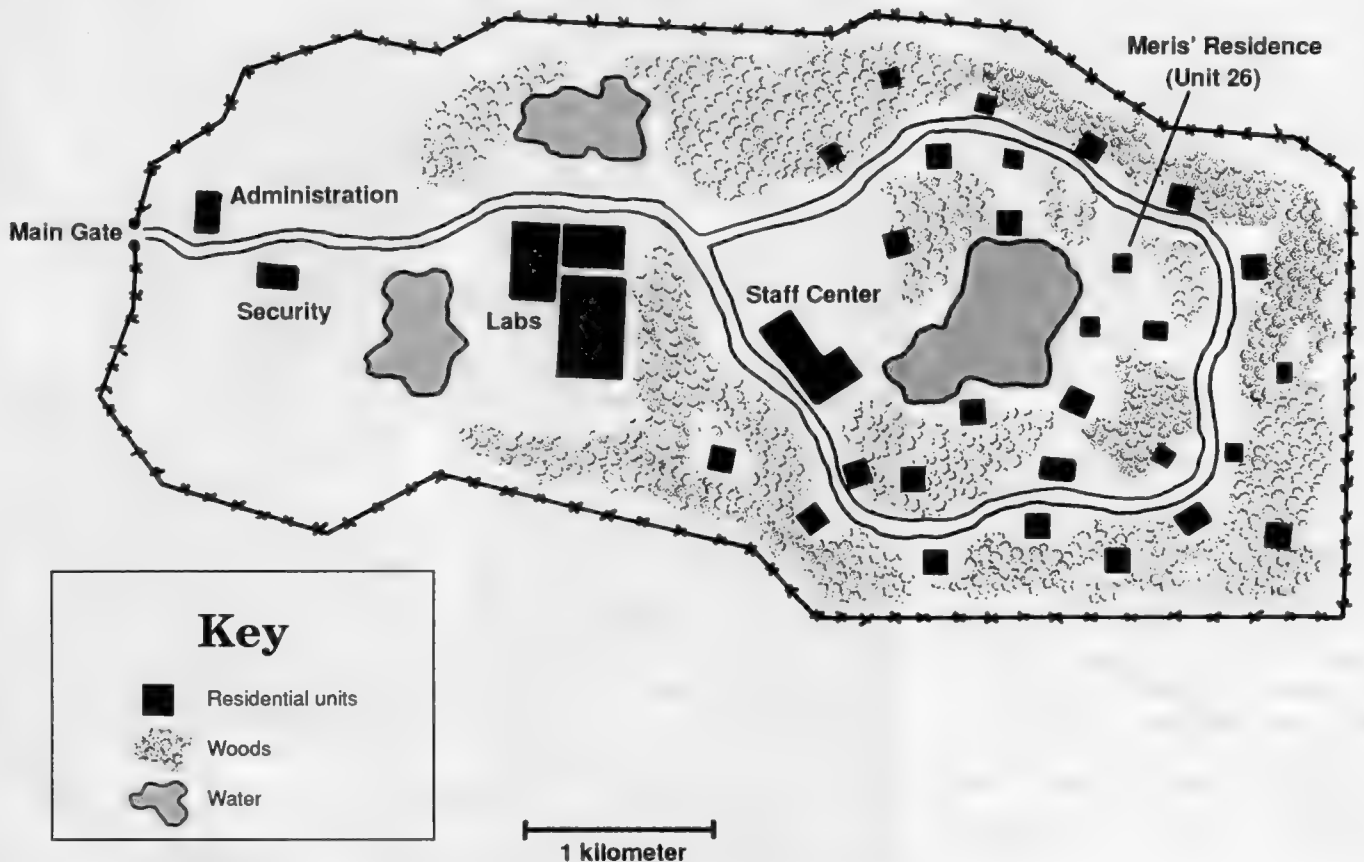 Meris' Residence
(Unit 26)
Administration
Main Gate
Security
Labs
Staff Center
Key
Residential units
Woods
Water
1 kilometer